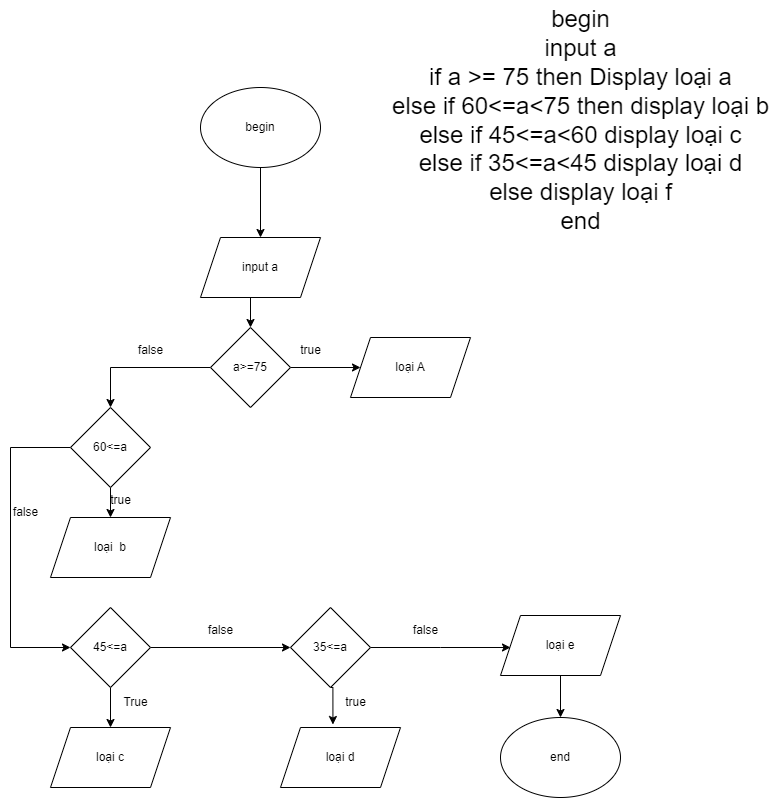 begin
input a
if a >= 75 then Display loại a
else if 60<=a<75 then display loại b
else if 45<=a<60 display loại c
else if 35<=a<45 display loại d
else display loại f
end
begin
input a
false
true
a>=75
loại A
60<=a
true
false
loại  b
45<=a
false
35<=a
false
loại e
True
true
loại c
loại d
end